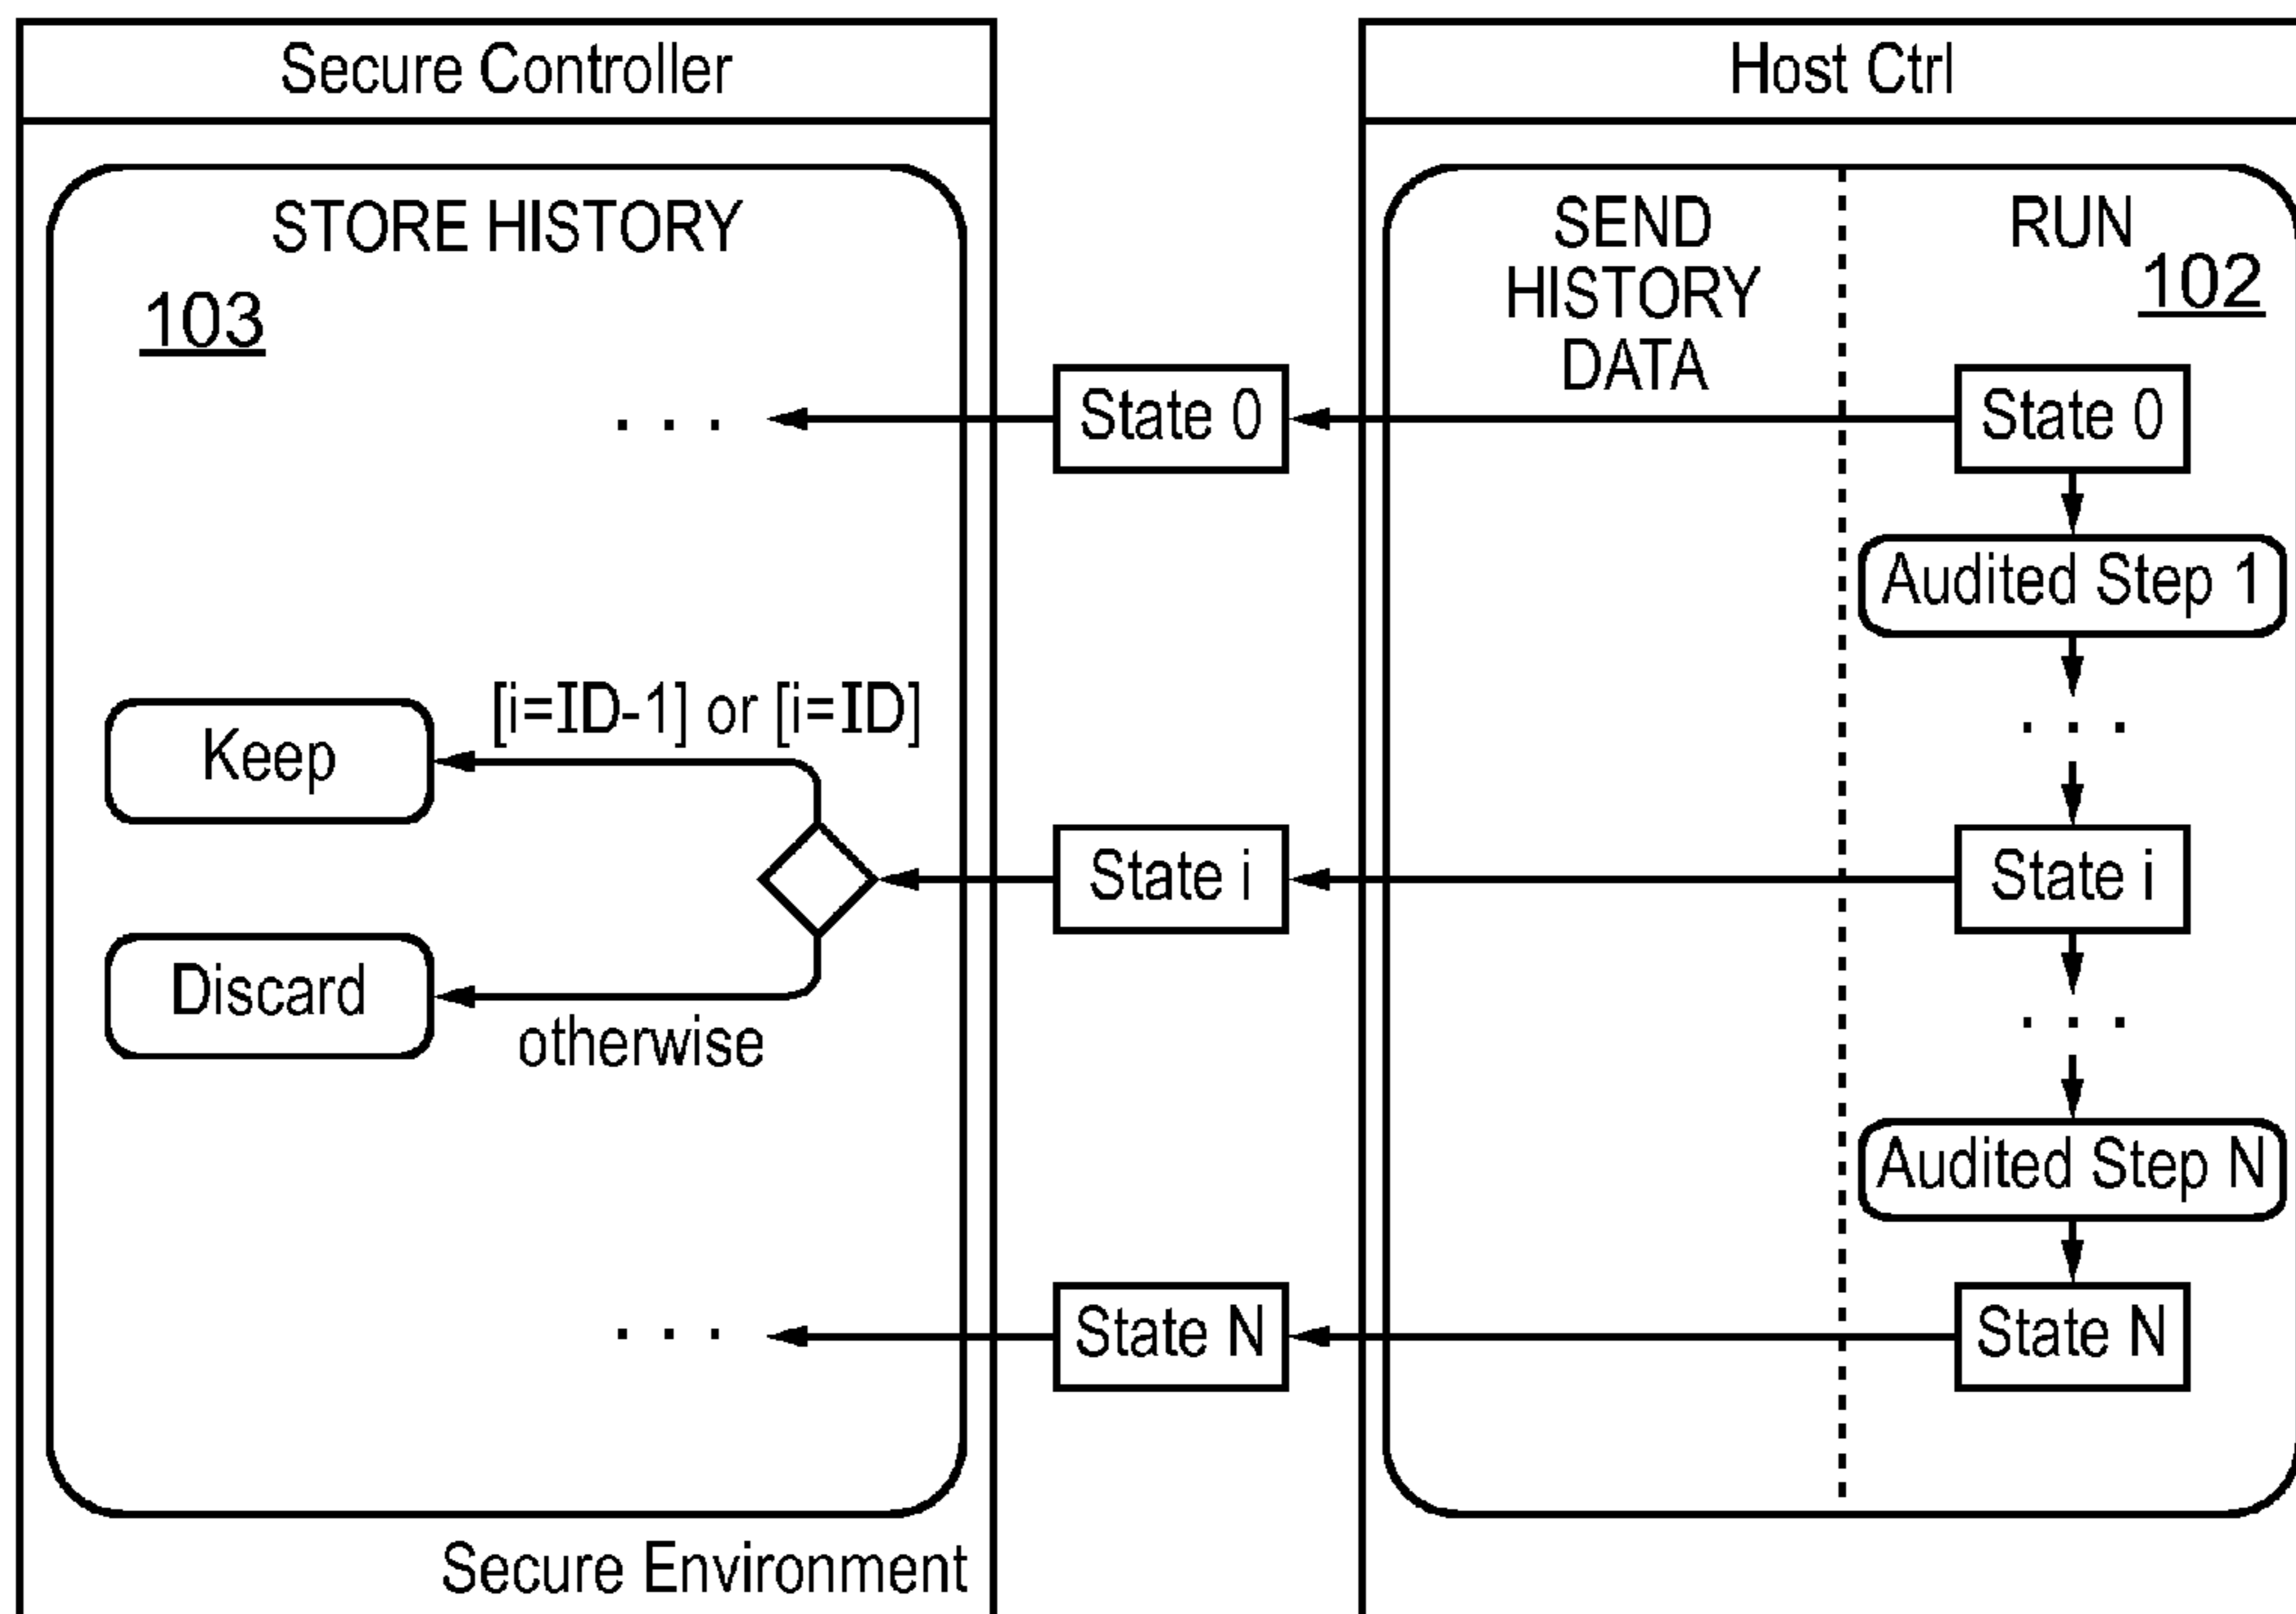 Secure Controller
Host Ctrl
STORE HISTORY
103
SEND
HISTORY
DATA
RUN
102
. . .
State 0
State 0
Audited Step 1
. . .
[i=ID-1] or [i=ID]
Keep
State i
State i
Discard
otherwise
. . .
Audited Step N
. . .
State N
State N
Secure Environment